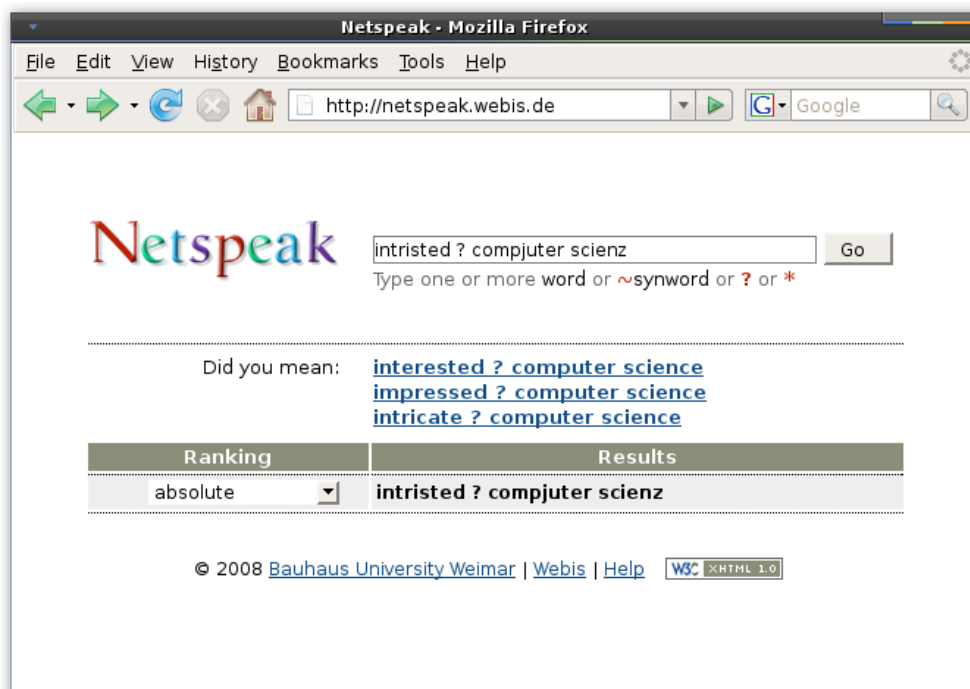 Netspeak - Mozilla Firefox
File Edit View History Bookmarks Tools Help
http://netspeak.webis.de G Google
Netspeak intristed ? compjuter scienz Go
Type one or more word or ~synword or ? or *
Did you mean: interested ? computer science
impressed ? computer science
intricate ? computer science
Ranking Results
absolute intristed ? compjuter scienz
© 2008 Bauhaus University Weimar | Webis | Help W3C XHTML 1.0